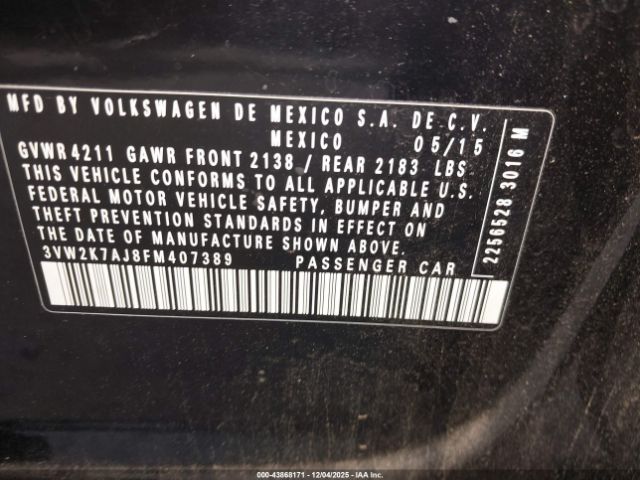 MFD BY VOLKSWAGEN DE MEXICO S.A. DE C.V.
MEXICO 05/15
GVWR 4211 GAWR FRONT 2138 / REAR 2183 LBS
THIS VEHICLE CONFORMS TO ALL APPLICABLE U.S.
FEDERAL MOTOR VEHICLE SAFETY, BUMPER AND
THEFT PREVENTION STANDARDS IN EFFECT ON
THE DATE OF MANUFACTURE SHOWN ABOVE.
3VW2K7AJ8FM407389 PASSENGER CAR
2256528 3016 M
000-43868171 • 12/04/2025 • IAA Inc.